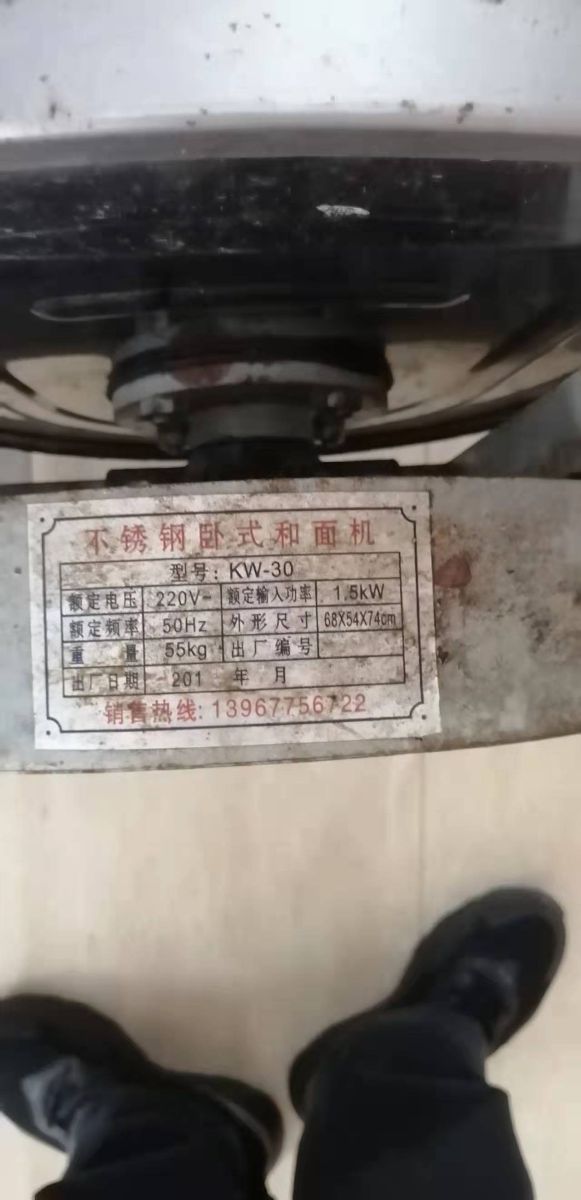 不锈钢卧式和面机
型号：KW-30
额定电压 220V~ 额定输入功率 1.5kW
额定频率 50Hz 外形尺寸 68X54X74cm
重量 55kg 出厂编号
出厂日期 201 年 月
销售热线:13967756722